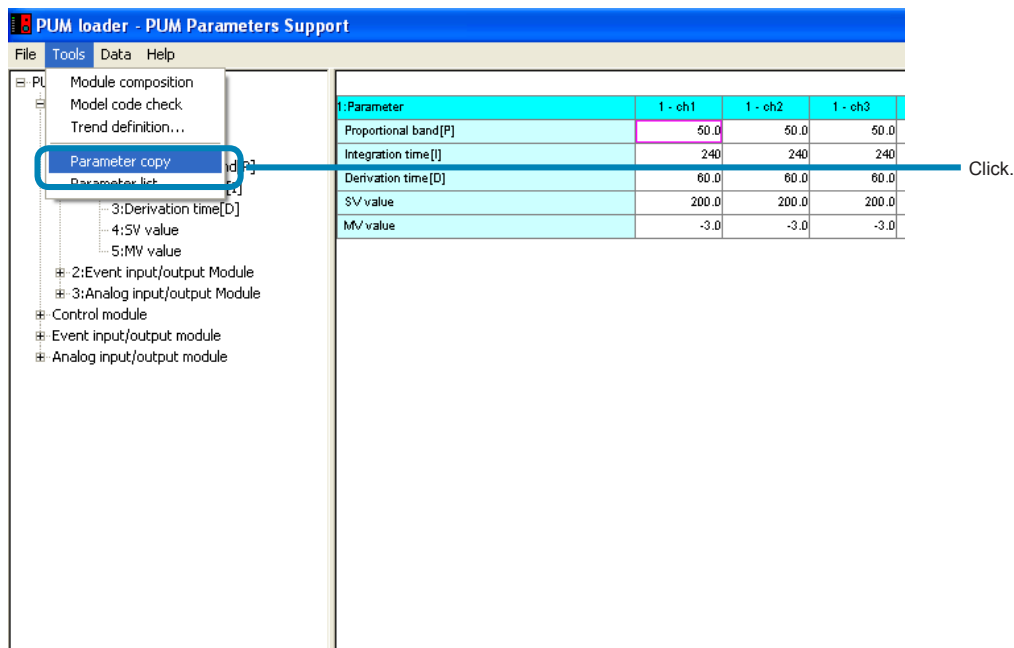 PUM loader - PUM Parameters Support
File Tools Data Help
Module composition
Model code check
Trend definition...
Parameter copy
Parameter list
3:Derivation time[D]
4:SV value
5:MV value
2:Event input/output Module
3:Analog input/output Module
Control module
Event input/output module
Analog input/output module
1:Parameter 1 - ch1 1 - ch2 1 - ch3
Proportional band[P] 50.0 50.0 50.0
Integration time[I] 240 240 240
Derivation time[D] 60.0 60.0 60.0
SV value 200.0 200.0 200.0
MV value -3.0 -3.0 -3.0
Click.